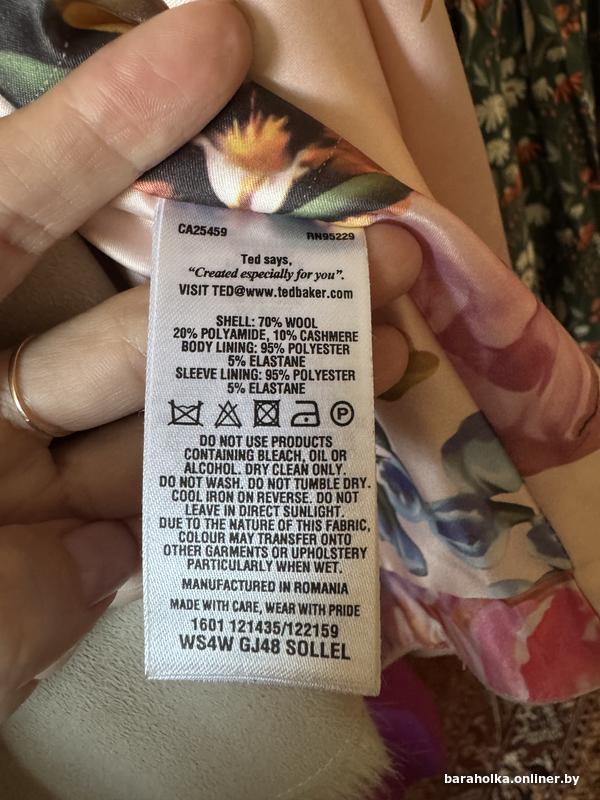 CA25459 RN95229
Ted says,
“Created especially for you”.
VISIT TED@www.tedbaker.com
SHELL: 70% WOOL
20% POLYAMIDE, 10% CASHMERE
BODY LINING: 95% POLYESTER
5% ELASTANE
SLEEVE LINING: 95% POLYESTER
5% ELASTANE
P
DO NOT USE PRODUCTS
CONTAINING BLEACH, OIL OR
ALCOHOL. DRY CLEAN ONLY.
DO NOT WASH. DO NOT TUMBLE DRY.
COOL IRON ON REVERSE. DO NOT
LEAVE IN DIRECT SUNLIGHT.
DUE TO THE NATURE OF THIS FABRIC,
COLOUR MAY TRANSFER ONTO
OTHER GARMENTS OR UPHOLSTERY
PARTICULARLY WHEN WET.
MANUFACTURED IN ROMANIA
MADE WITH CARE, WEAR WITH PRIDE
1601 121435/122159
WS4W GJ48 SOLLEL
baraholka.onliner.by